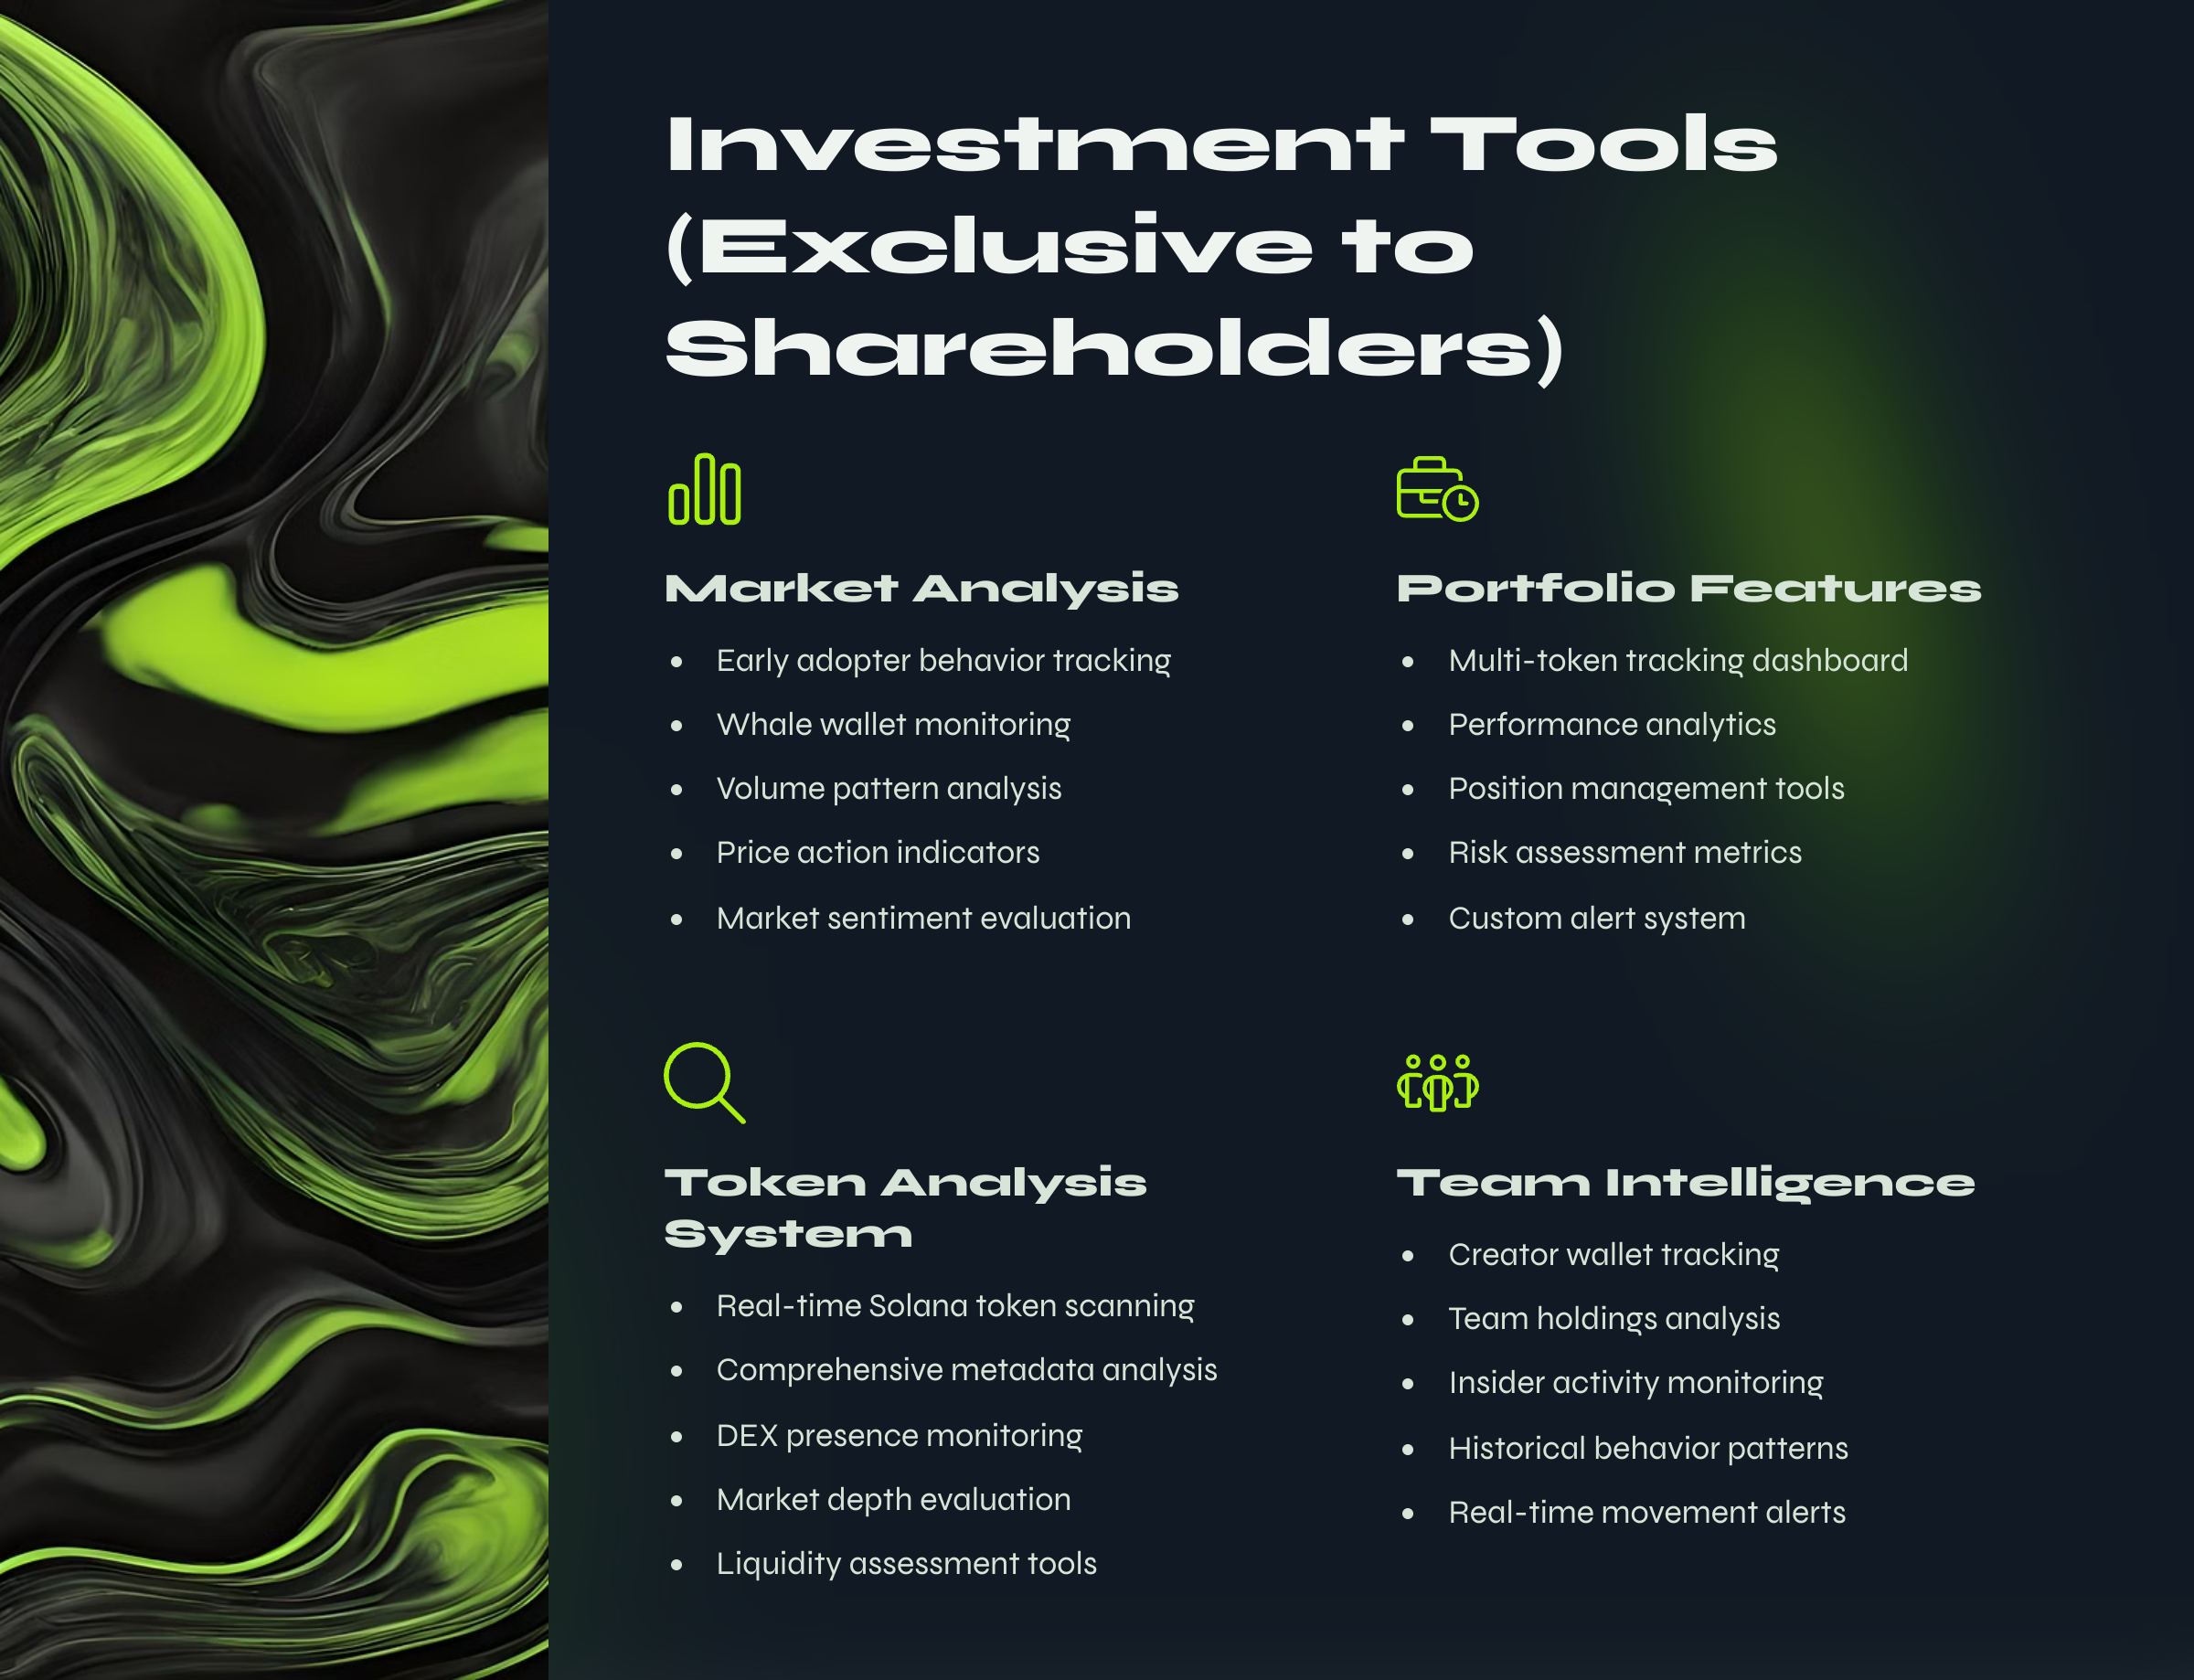 Investment Tools
(Exclusive to
Shareholders)
Market Analysis
• Early adopter behavior tracking
• Whale wallet monitoring
• Volume pattern analysis
• Price action indicators
• Market sentiment evaluation
Portfolio Features
• Multi-token tracking dashboard
• Performance analytics
• Position management tools
• Risk assessment metrics
• Custom alert system
Token Analysis
System
• Real-time Solana token scanning
• Comprehensive metadata analysis
• DEX presence monitoring
• Market depth evaluation
• Liquidity assessment tools
Team Intelligence
• Creator wallet tracking
• Team holdings analysis
• Insider activity monitoring
• Historical behavior patterns
• Real-time movement alerts